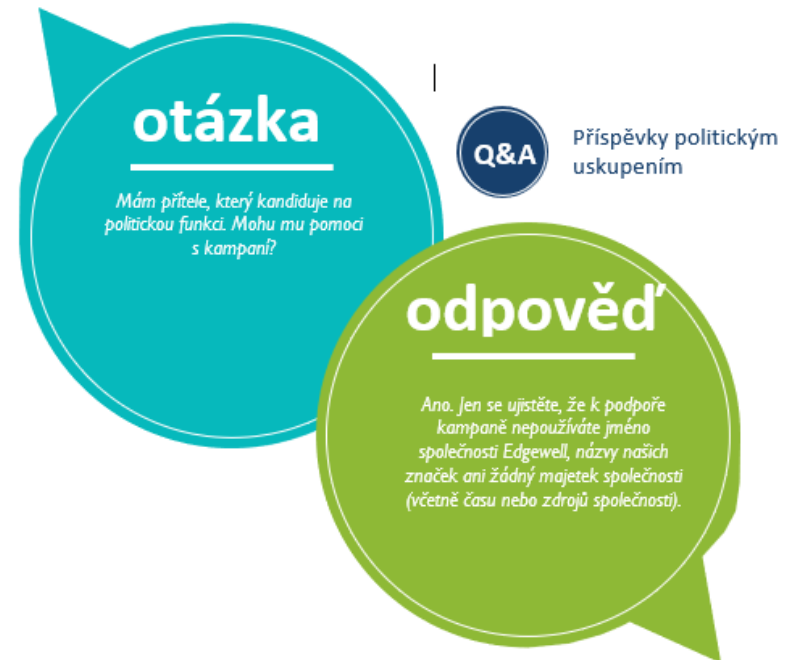 otázka
Mám přítele, který kandiduje na
politickou funkci. Mohu mu pomoci
s kampaní?
Q&A
Příspěvky politickým
uskupením
odpověď
Ano. Jen se ujistěte, že k podpoře
kampaně nepoužíváte jméno
společnosti Edgewell, názvy našich
značek ani žádný majetek společnosti
(včetně času nebo zdrojů společnosti).